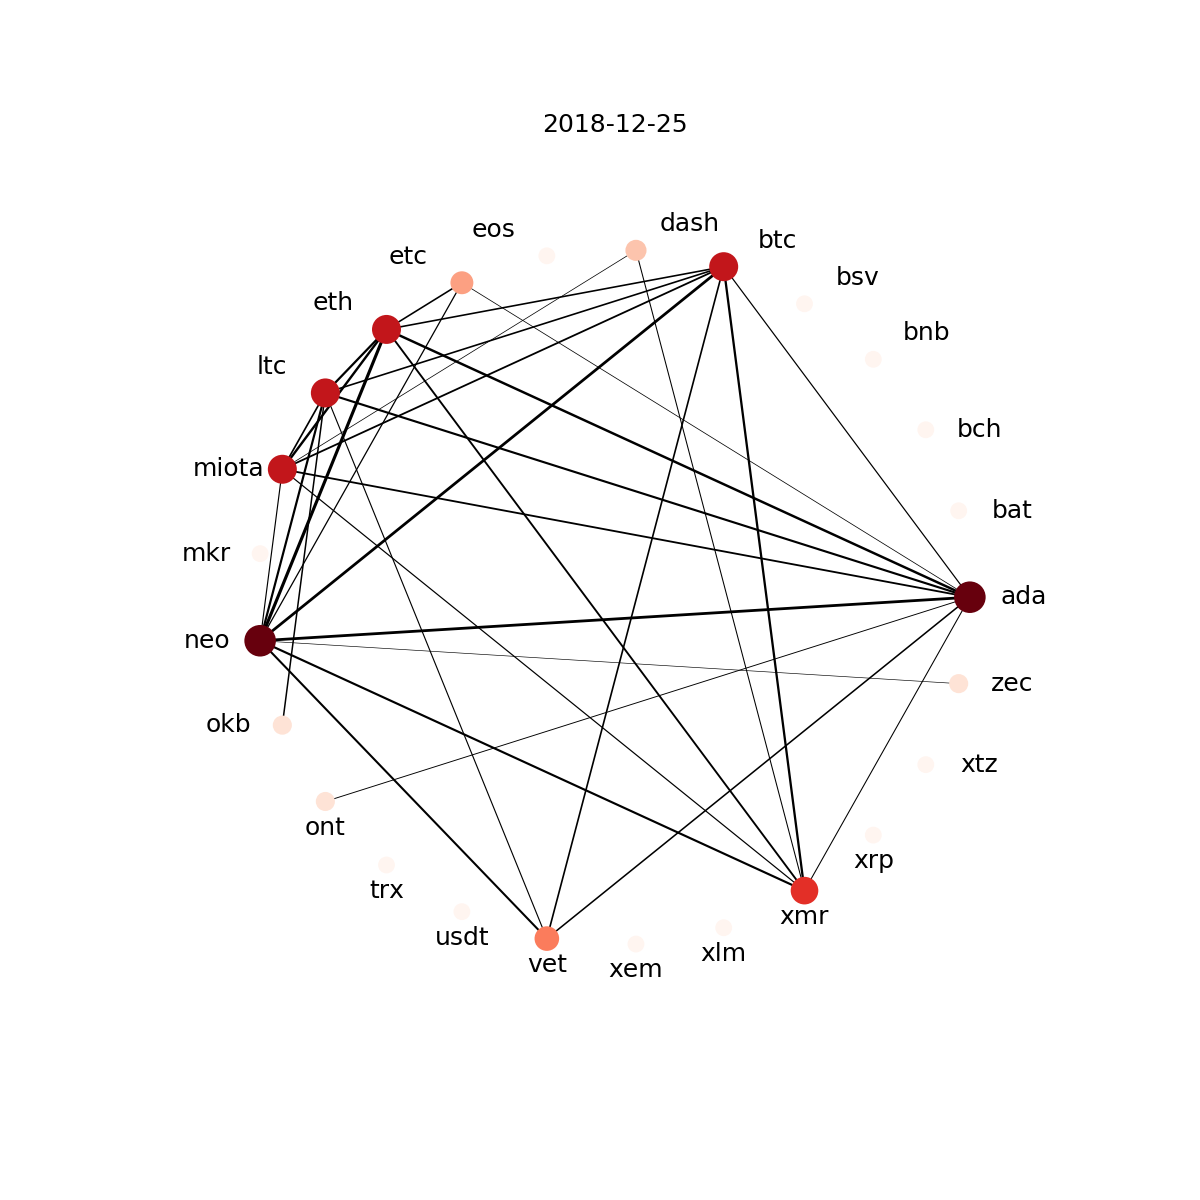 2018-12-25
dash
eos
btc
etc
bsv
eth
bnb
ltc
bch
miota
bat
mkr
ada
neo
zec
okb
xtz
ont
xrp
trx
xmr
usdt
xlm
vet
xem